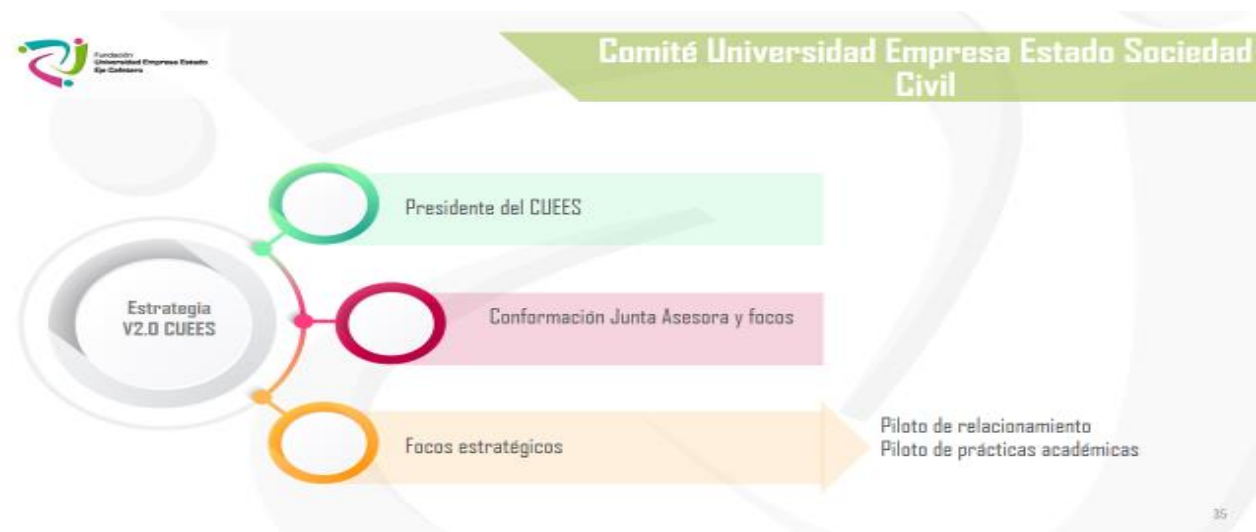 Fundación
Universidad Empresa Estado
Eje Cafetero
Comité Universidad Empresa Estado Sociedad
Civil
Presidente del CUEES
Estrategia
V2.0 CUEES
Conformación Junta Asesora y focos
Focos estratégicos
Piloto de relacionamiento
Piloto de prácticas académicas
35